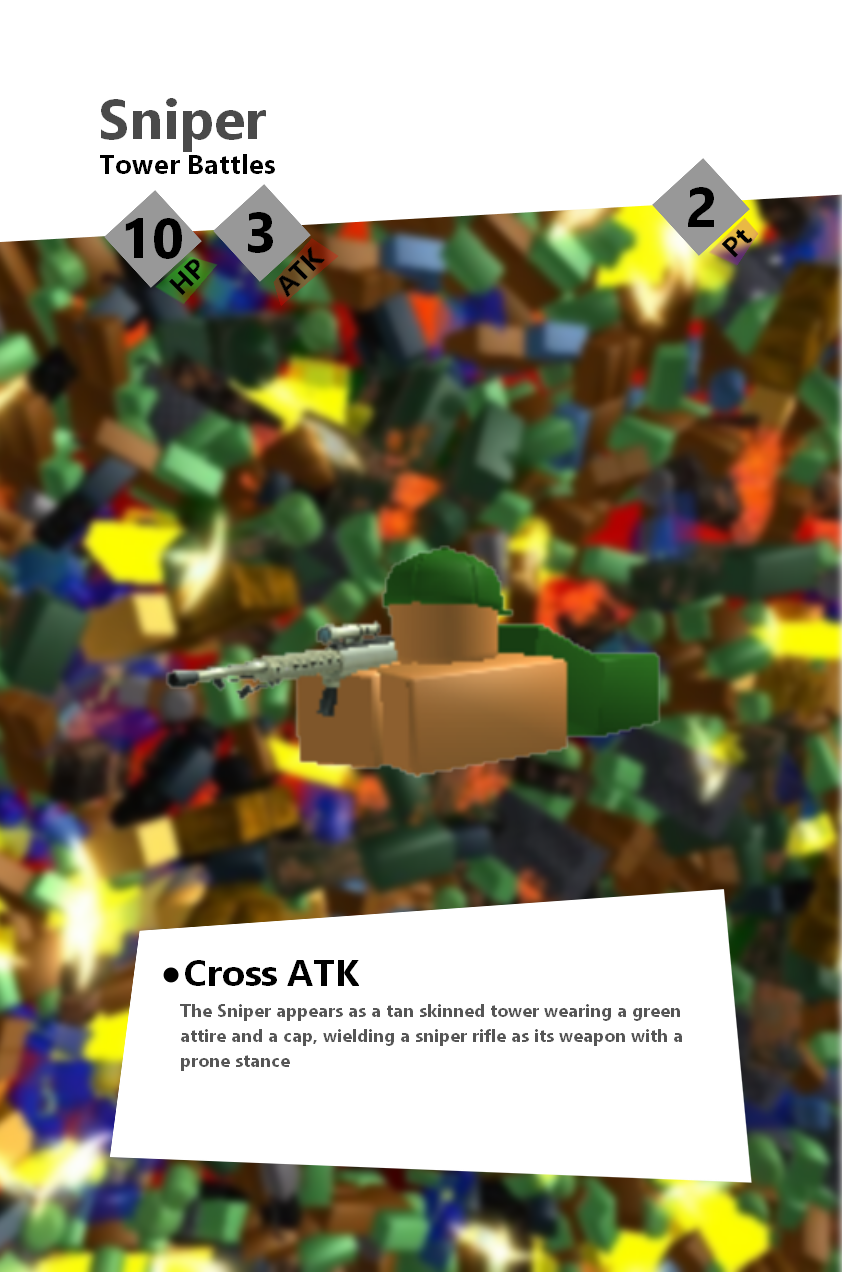 Sniper
Tower Battles
10 HP
3 ATK
2 Pt
•Cross ATK
The Sniper appears as a tan skinned tower wearing a green
attire and a cap, wielding a sniper rifle as its weapon with a
prone stance